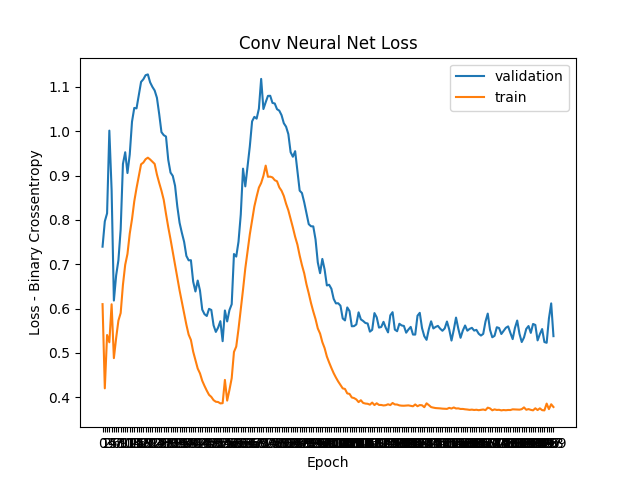 Conv Neural Net Loss
validation
train
1.1
1.0
0.9
0.8
0.7
0.6
0.5
0.4
Loss - Binary Crossentropy
Epoch